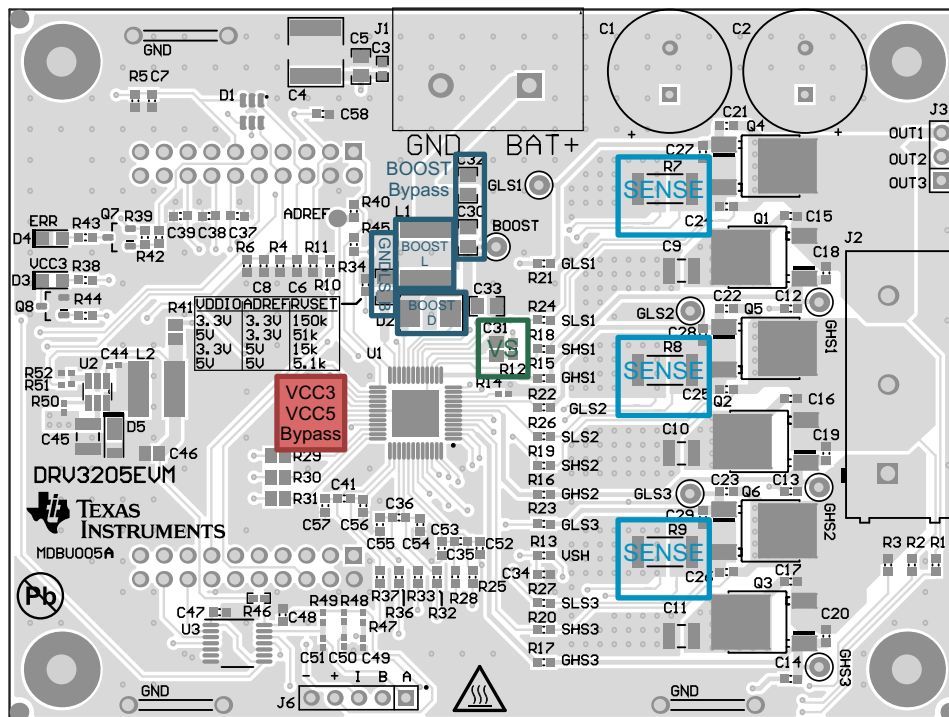 GND
R5 C7
D1
C5
C3
J1
C4
C58
GND BAT+
C1
C2
C21
Q4
J3
OUT1
OUT2
OUT3
C27
R7
SENSE
C24
BOOST
Bypass
C32
C30
GLS1
BOOST
ADREF
R40
R45
R34
L1
BOOST
L
GNDLS_B
D2
BOOST
D
C33
C31
VS
R12
R14
ERR
D4
R43
Q7
R39
R42
C39
C38
C37
VCC3
D3
R38
Q8
R44
R6
R4
R11
C8
C6
R10
R41
VDDIO ADREF RVSET
3.3V 3.3V 150k
5V 5V 51k
3.3V 5V 15k
5V 5V 5.1k
U1
VCC3
VCC5
Bypass
R52
R51
R50
U2
C44
L2
C45
D5
C46
R29
R30
R31
DRV3205EVM
TEXAS
INSTRUMENTS
MDBU005A
Pb
C41
C57
C56
C36
C55
C54
C53
C35
C52
R37
R36
R33
R32
R28
R25
R21
GLS1
R24
SLS1
R18
SHS1
R15
GHS1
R22
GLS2
R26
SLS2
R19
SHS2
R16
GHS2
R23
GLS3
R13
VSH
C34
R27
SLS3
R20
SHS3
R17
GHS3
Q1
C15
C9
C18
J2
GLS2
C22
Q5
C12
GHS1
C28
R8
SENSE
C25
Q2
C16
C10
C19
GLS3
C23
Q6
C13
GHS2
C29
R9
SENSE
C26
Q3
C17
C11
C20
C14
GHS3
R3
R2
R1
C47
R46
C48
U3
R49
R48
R47
C51
C50
C49
- + I B A
J6
GND
GND